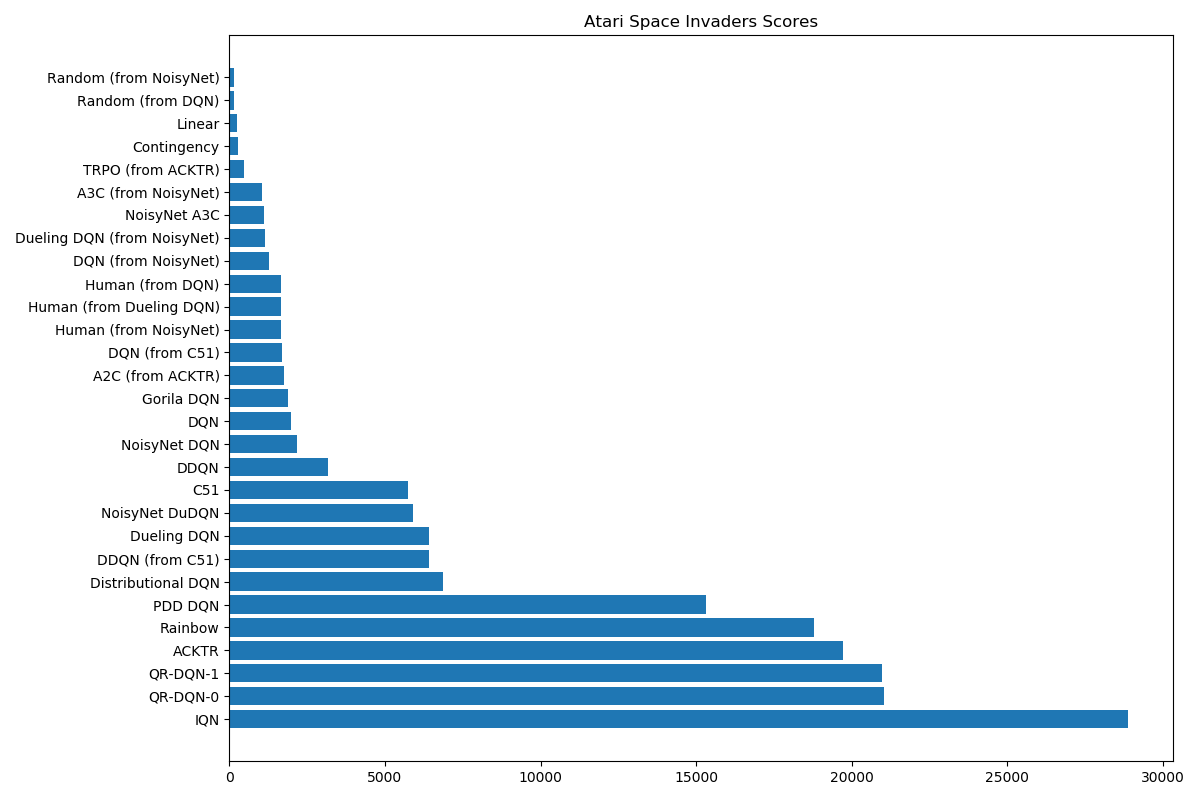 Atari Space Invaders Scores
Random (from NoisyNet)
Random (from DQN)
Linear
Contingency
TRPO (from ACKTR)
A3C (from NoisyNet)
NoisyNet A3C
Dueling DQN (from NoisyNet)
DQN (from NoisyNet)
Human (from DQN)
Human (from Dueling DQN)
Human (from NoisyNet)
DQN (from C51)
A2C (from ACKTR)
Gorila DQN
DQN
NoisyNet DQN
DDQN
C51
NoisyNet DuDQN
Dueling DQN
DDQN (from C51)
Distributional DQN
PDD DQN
Rainbow
ACKTR
QR-DQN-1
QR-DQN-0
IQN
0 5000 10000 15000 20000 25000 30000